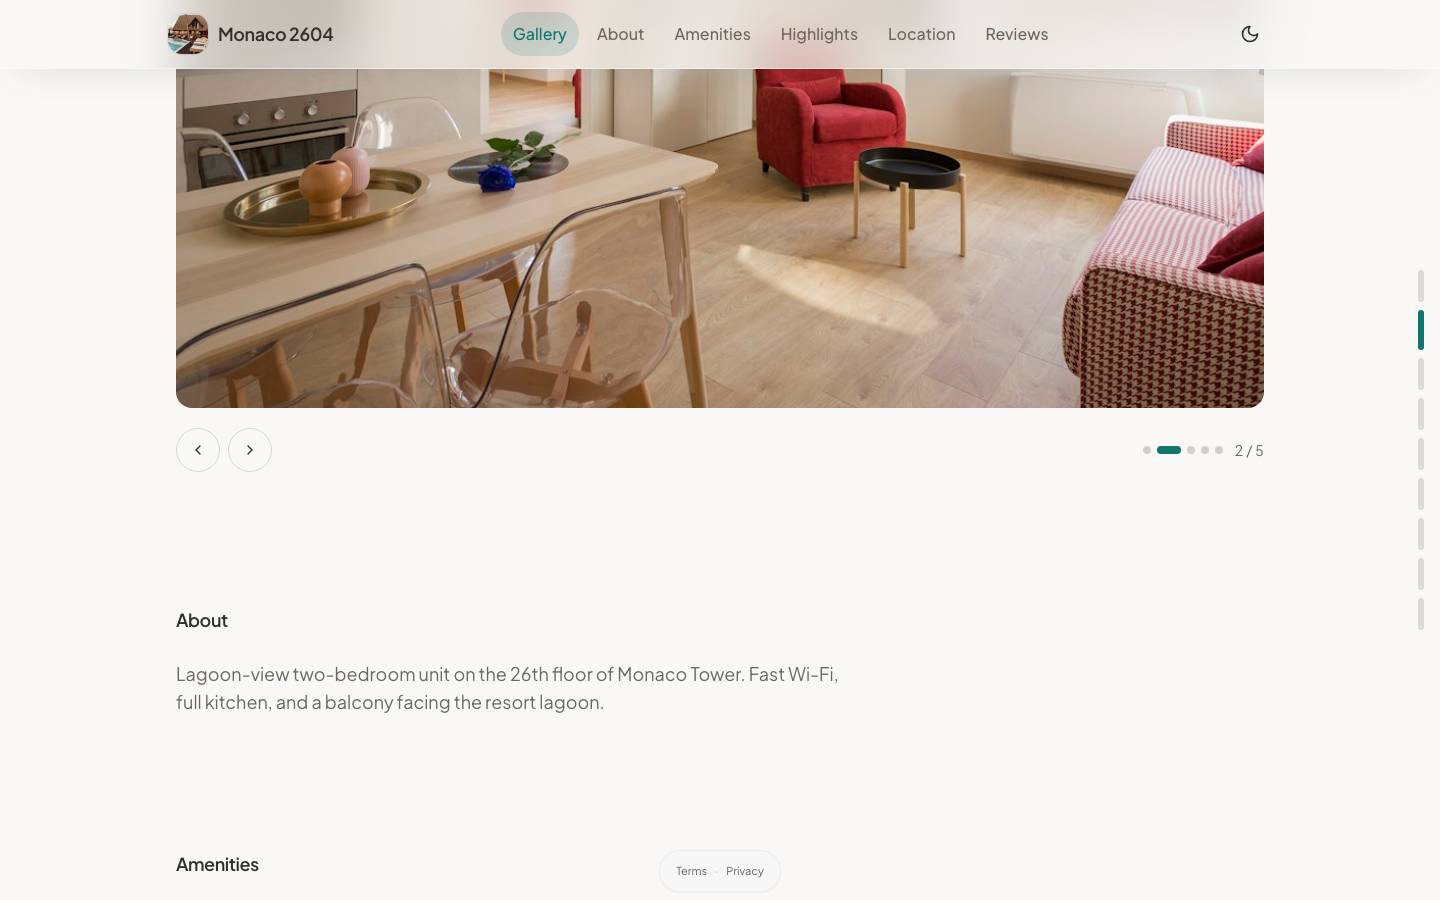 Monaco 2604
Gallery
About
Amenities
Highlights
Location
Reviews
2 / 5
About
Lagoon-view two-bedroom unit on the 26th floor of Monaco Tower. Fast Wi-Fi,
full kitchen, and a balcony facing the resort lagoon.
Amenities
Terms · Privacy